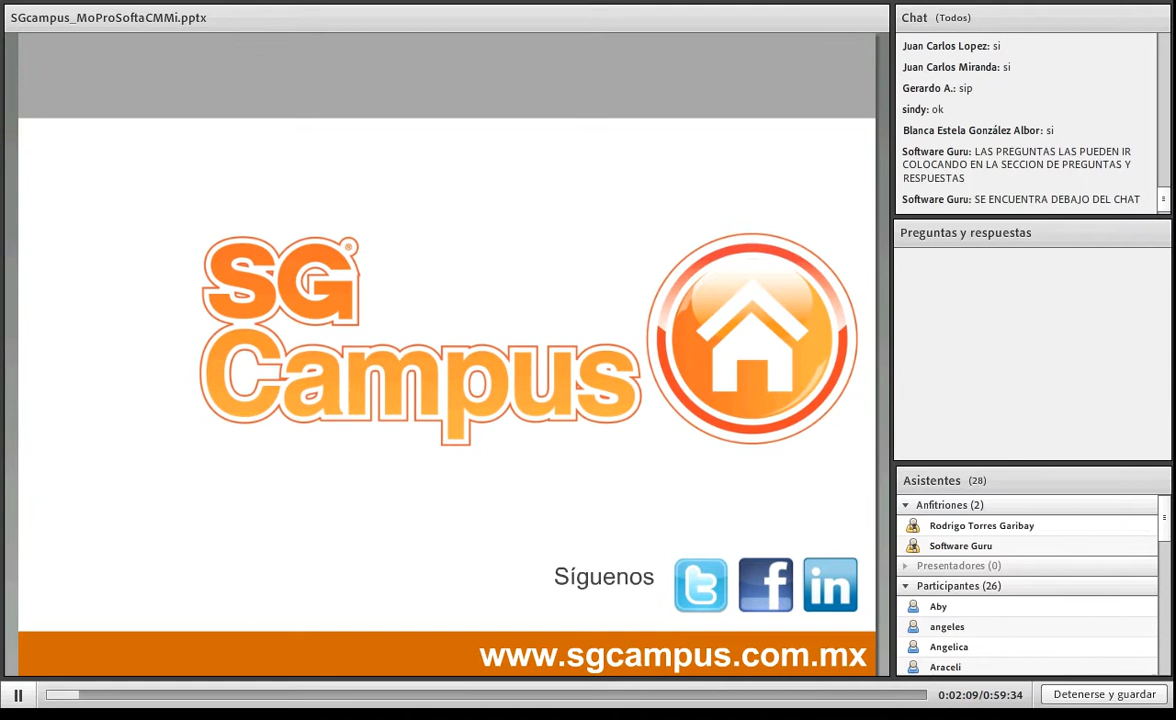 SGcampus_MoProSoftaCMMi.pptx
SG®
Campus
Síguenos
www.sgcampus.com.mx
Chat (Todos)
Juan Carlos Lopez: si
Juan Carlos Miranda: si
Gerardo A.: sip
sindy: ok
Blanca Estela González Albor: si
Software Guru: LAS PREGUNTAS LAS PUEDEN IR
COLOCANDO EN LA SECCION DE PREGUNTAS Y
RESPUESTAS
Software Guru: SE ENCUENTRA DEBAJO DEL CHAT
Preguntas y respuestas
Asistentes (28)
Anfitriones (2)
Rodrigo Torres Garibay
Software Guru
Presentadores (0)
Participantes (26)
Aby
angeles
Angelica
Araceli
0:02:09/0:59:34
Detenerse y guardar